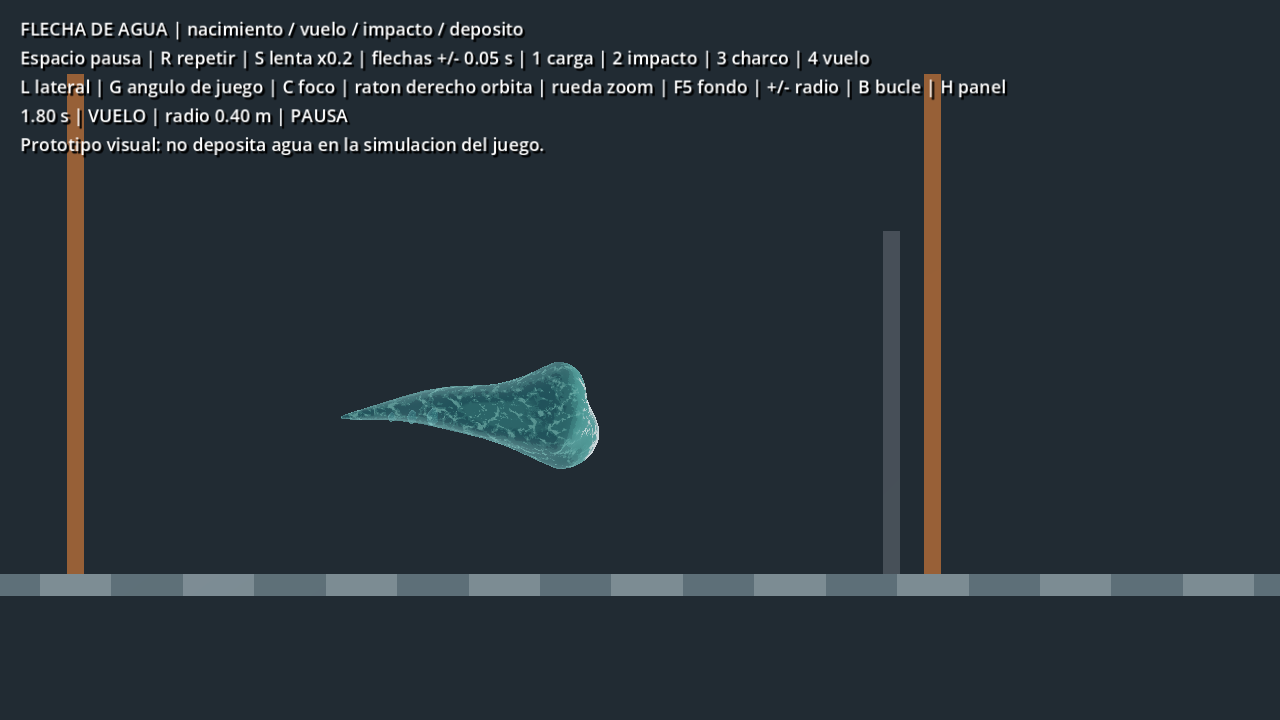 FLECHA DE AGUA | nacimiento / vuelo / impacto / deposito
Espacio pausa | R repetir | S lenta x0.2 | flechas +/- 0.05 s | 1 carga | 2 impacto | 3 charco | 4 vuelo
L lateral | G angulo de juego | C foco | raton derecho orbita | rueda zoom | F5 fondo | +/- radio | B bucle | H panel
1.80 s | VUELO | radio 0.40 m | PAUSA
Prototipo visual: no deposita agua en la simulacion del juego.